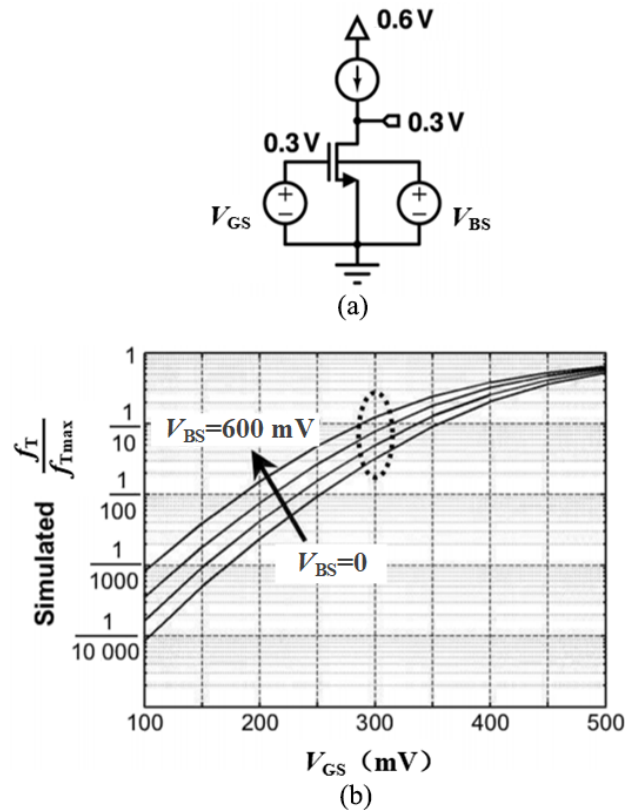 0.6 V
0.3 V
0.3 V
+
−
+
−
V_GS
V_BS
(a)
Simulated f_T / f_Tmax
1
1/10
1/100
1/1000
1/10 000
V_BS=600 mV
V_BS=0
100 200 300 400 500
V_GS（mV）
(b)